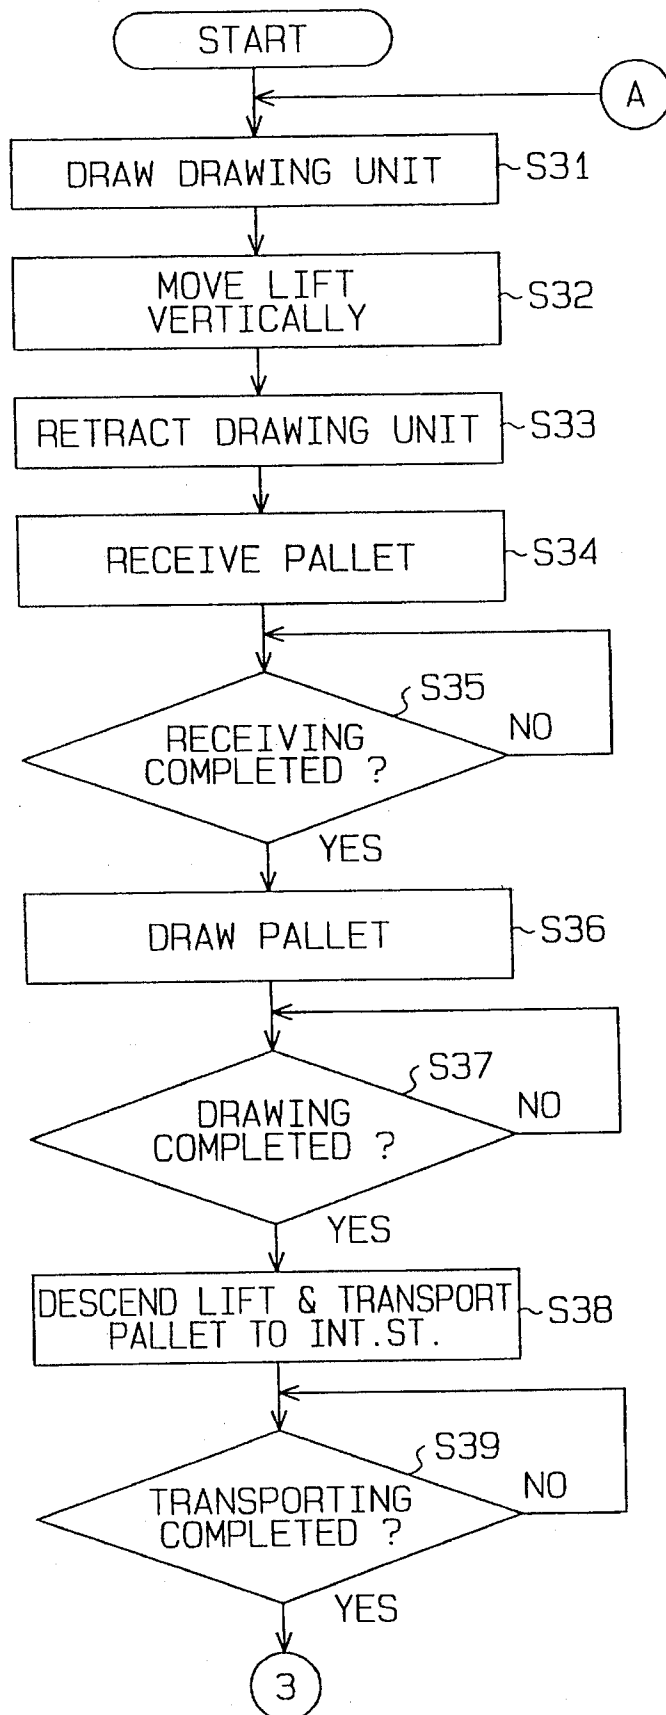 START
A
DRAW DRAWING UNIT
S31
MOVE LIFT
VERTICALLY
S32
RETRACT DRAWING UNIT
S33
RECEIVE PALLET
S34
S35
RECEIVING
COMPLETED ?
NO
YES
DRAW PALLET
S36
S37
DRAWING
COMPLETED ?
NO
YES
DESCEND LIFT & TRANSPORT
PALLET TO INT.ST.
S38
S39
TRANSPORTING
COMPLETED ?
NO
YES
3